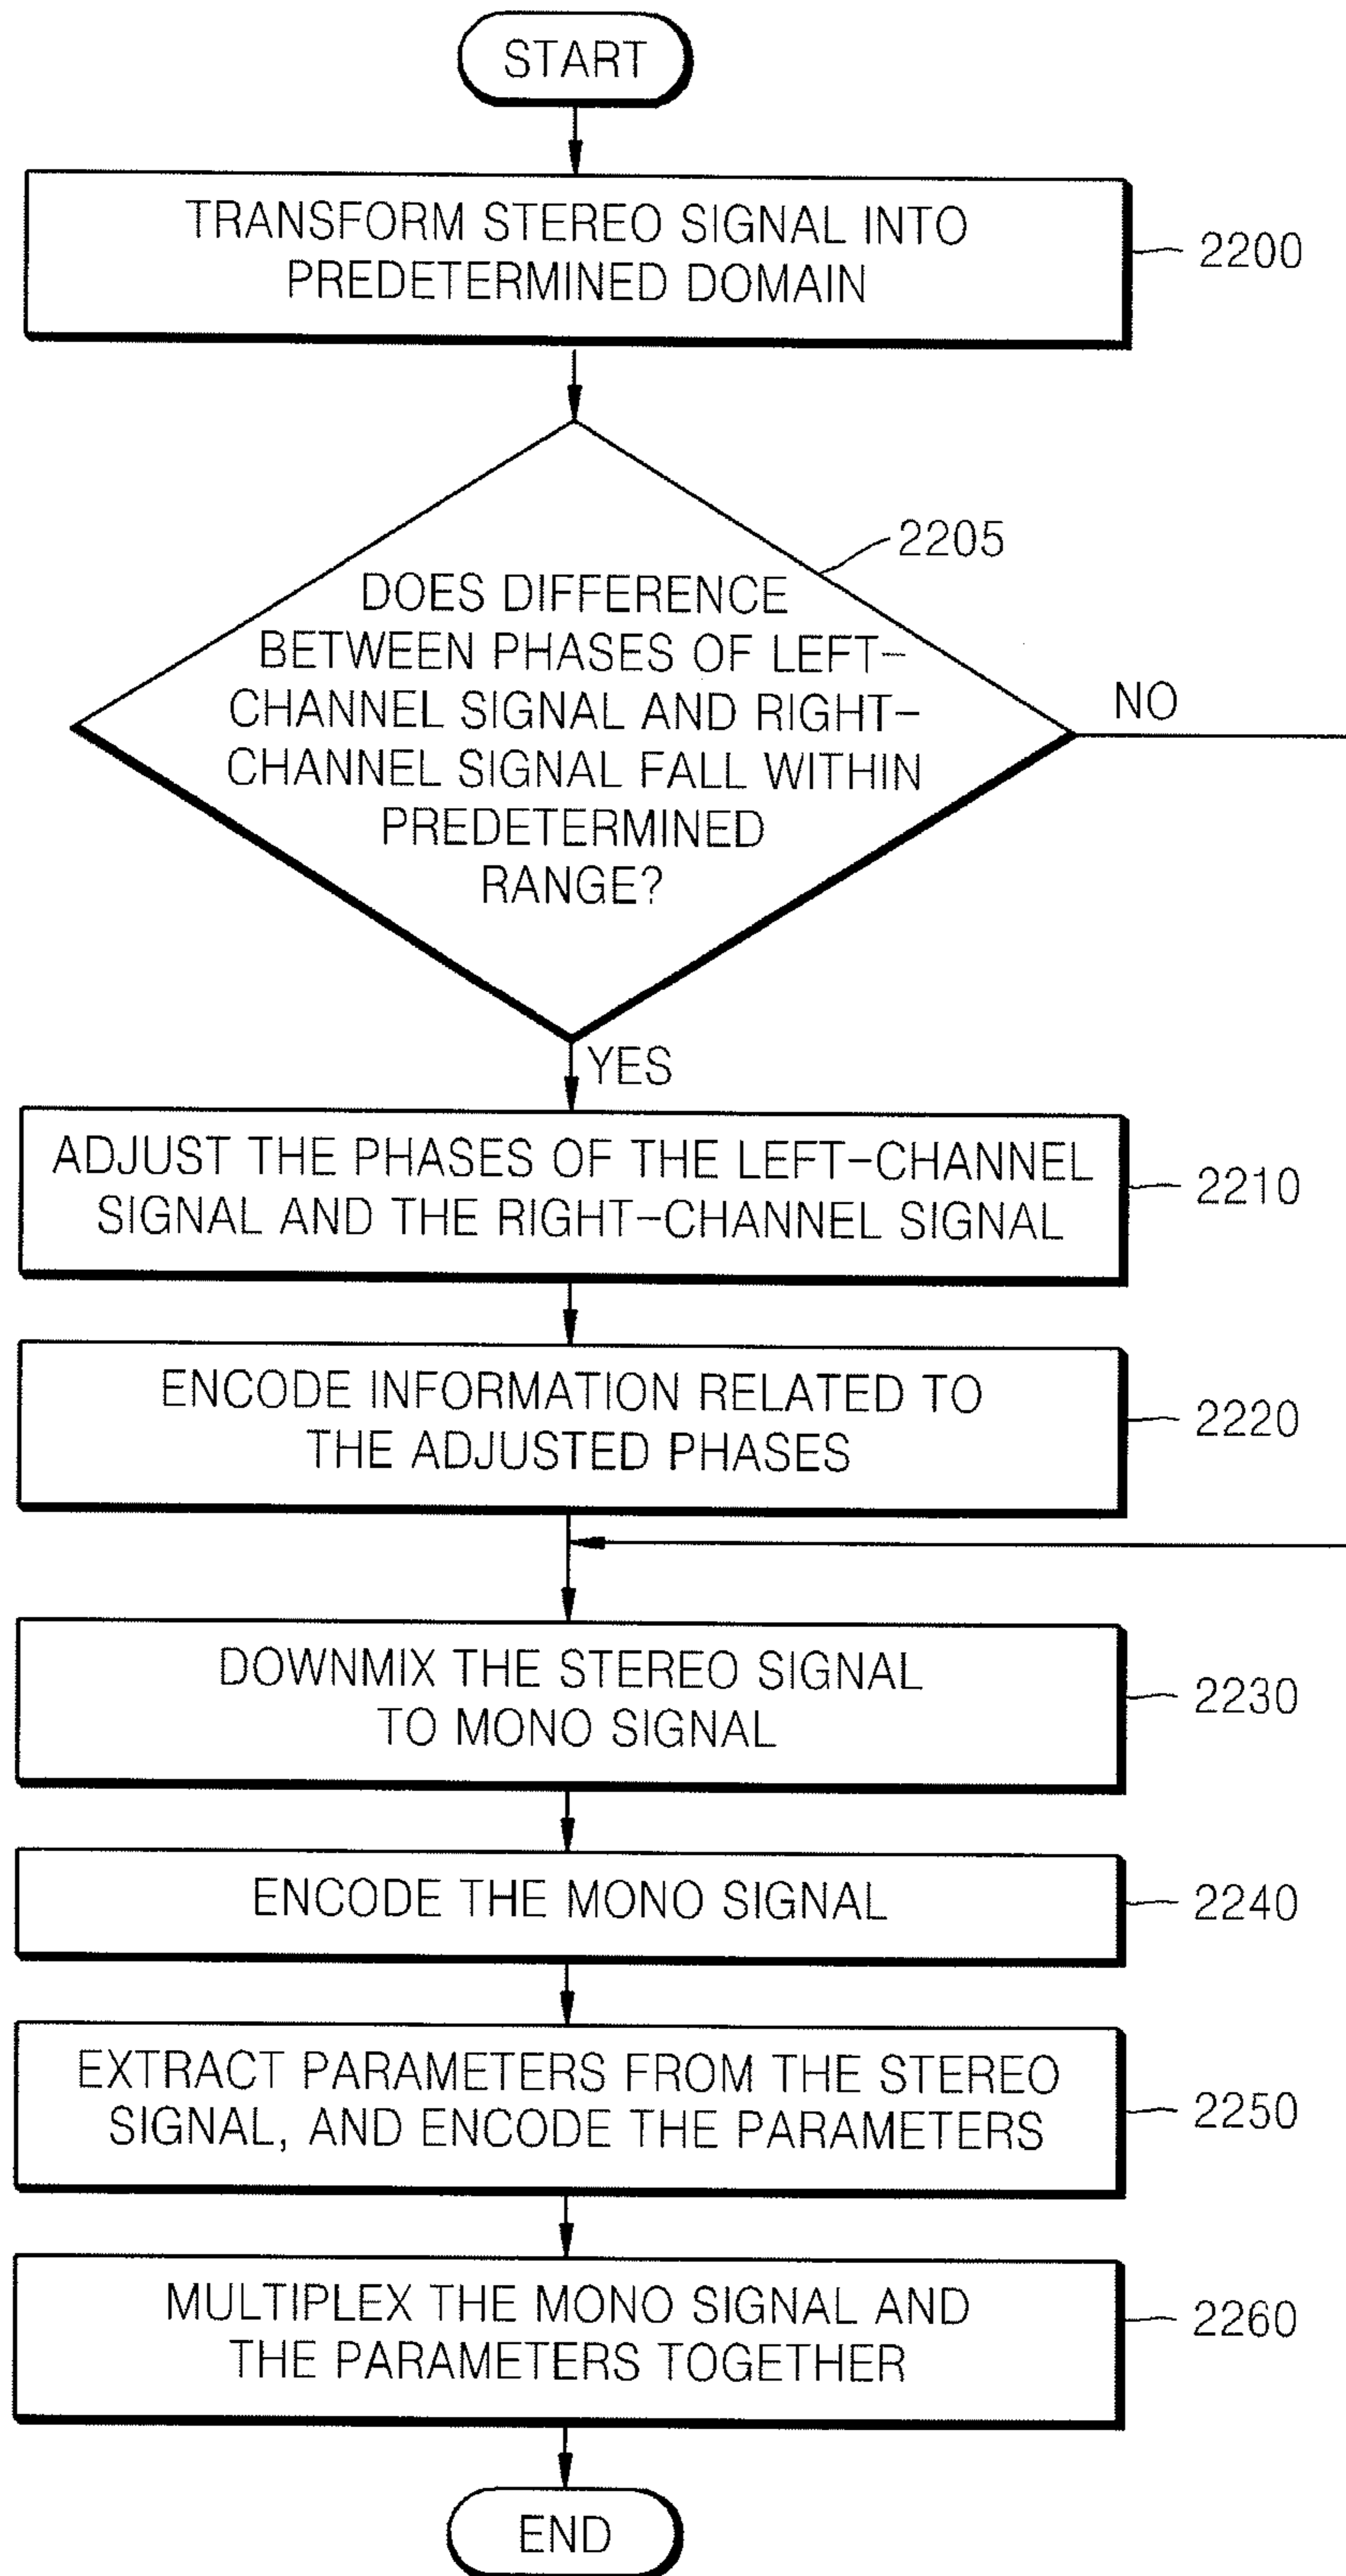 START
TRANSFORM STEREO SIGNAL INTO
PREDETERMINED DOMAIN
2200
2205
DOES DIFFERENCE
BETWEEN PHASES OF LEFT-
CHANNEL SIGNAL AND RIGHT-
CHANNEL SIGNAL FALL WITHIN
PREDETERMINED
RANGE?
NO
YES
ADJUST THE PHASES OF THE LEFT-CHANNEL
SIGNAL AND THE RIGHT-CHANNEL SIGNAL
2210
ENCODE INFORMATION RELATED TO
THE ADJUSTED PHASES
2220
DOWNMIX THE STEREO SIGNAL
TO MONO SIGNAL
2230
ENCODE THE MONO SIGNAL
2240
EXTRACT PARAMETERS FROM THE STEREO
SIGNAL, AND ENCODE THE PARAMETERS
2250
MULTIPLEX THE MONO SIGNAL AND
THE PARAMETERS TOGETHER
2260
END